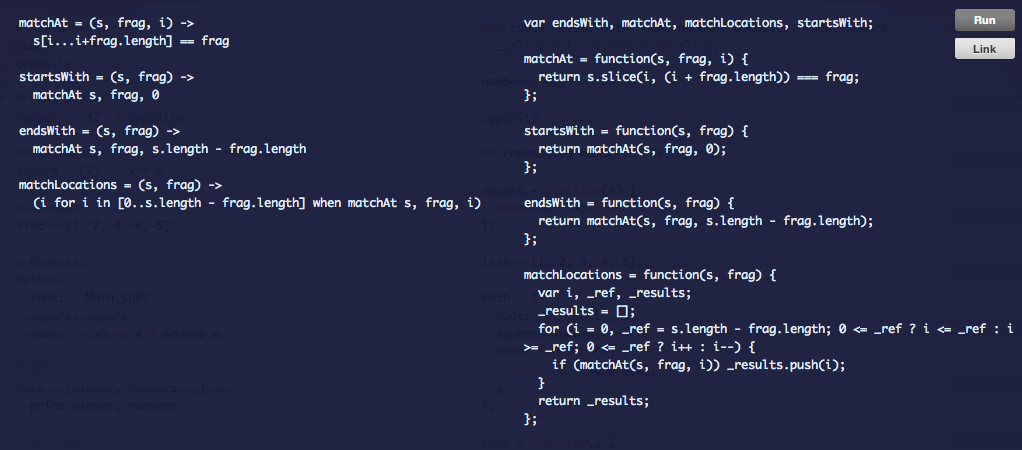 matchAt = (s, frag, i) ->
s[i...i+frag.length] == frag
startsWith = (s, frag) ->
matchAt s, frag, 0
endsWith = (s, frag) ->
matchAt s, frag, s.length - frag.length
matchLocations = (s, frag) ->
(i for i in [0..s.length - frag.length] when matchAt s, frag, i)
var endsWith, matchAt, matchLocations, startsWith;
matchAt = function(s, frag, i) {
return s.slice(i, (i + frag.length)) === frag;
};
startsWith = function(s, frag) {
return matchAt(s, frag, 0);
};
endsWith = function(s, frag) {
return matchAt(s, frag, s.length - frag.length);
};
matchLocations = function(s, frag) {
var i, _ref, _results;
_results = [];
for (i = 0, _ref = s.length - frag.length; 0 <= _ref ? i <= _ref : i
>= _ref; 0 <= _ref ? i++ : i--) {
if (matchAt(s, frag, i)) _results.push(i);
}
return _results;
};
Run
Link